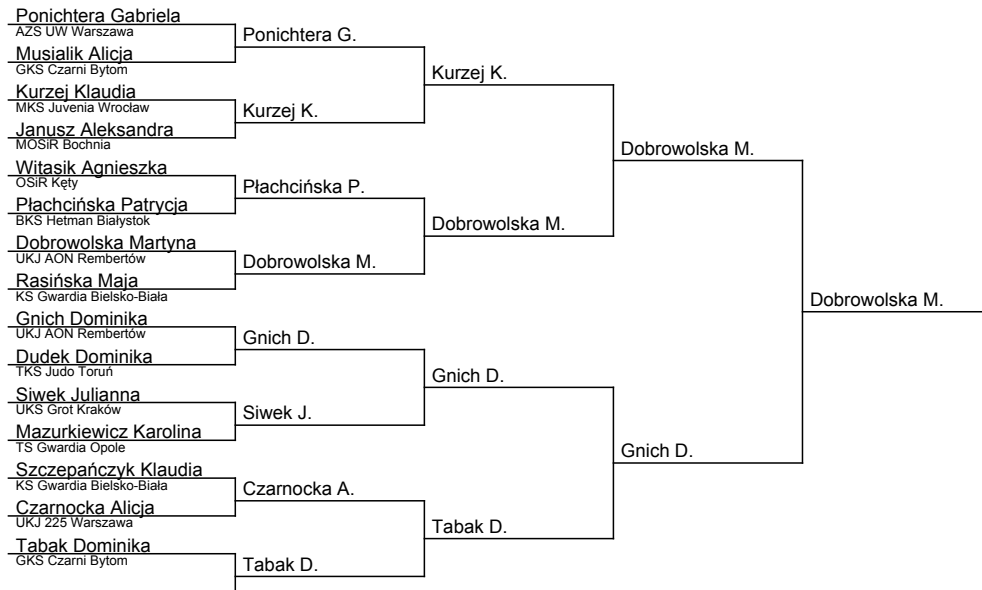 Ponichtera Gabriela
AZS UW Warszawa
Musialik Alicja
GKS Czarni Bytom
Kurzej Klaudia
MKS Juvenia Wrocław
Janusz Aleksandra
MOSiR Bochnia
Witasik Agnieszka
OSiR Kęty
Płachcińska Patrycja
BKS Hetman Białystok
Dobrowolska Martyna
UKJ AON Rembertów
Rasińska Maja
KS Gwardia Bielsko-Biała
Gnich Dominika
UKJ AON Rembertów
Dudek Dominika
TKS Judo Toruń
Siwek Julianna
UKS Grot Kraków
Mazurkiewicz Karolina
TS Gwardia Opole
Szczepańczyk Klaudia
KS Gwardia Bielsko-Biała
Czarnocka Alicja
UKJ 225 Warszawa
Tabak Dominika
GKS Czarni Bytom
Ponichtera G.
Kurzej K.
Płachcińska P.
Dobrowolska M.
Gnich D.
Siwek J.
Czarnocka A.
Tabak D.
Kurzej K.
Dobrowolska M.
Gnich D.
Tabak D.
Dobrowolska M.
Gnich D.
Dobrowolska M.